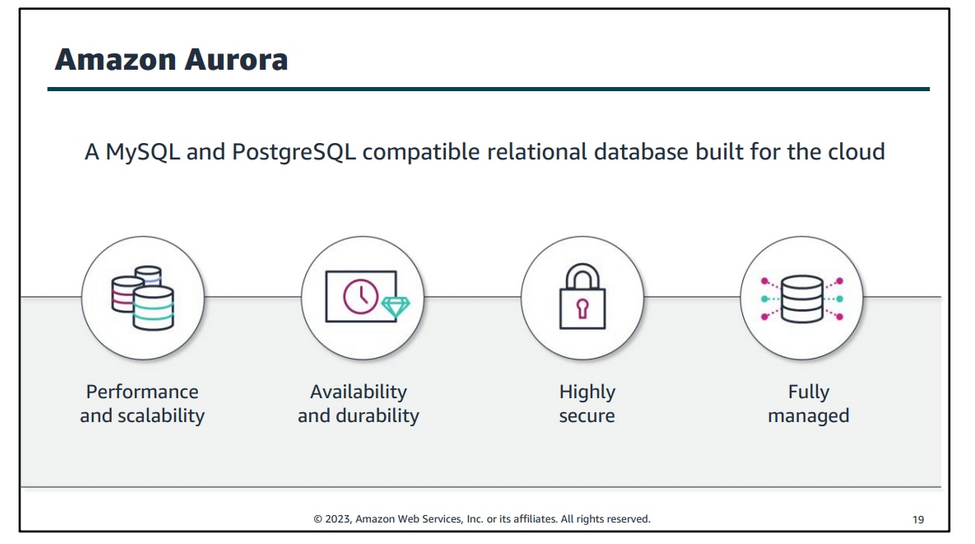 Amazon Aurora
A MySQL and PostgreSQL compatible relational database built for the cloud
Performance
and scalability
Availability
and durability
Highly
secure
Fully
managed
© 2023, Amazon Web Services, Inc. or its affiliates. All rights reserved.
19